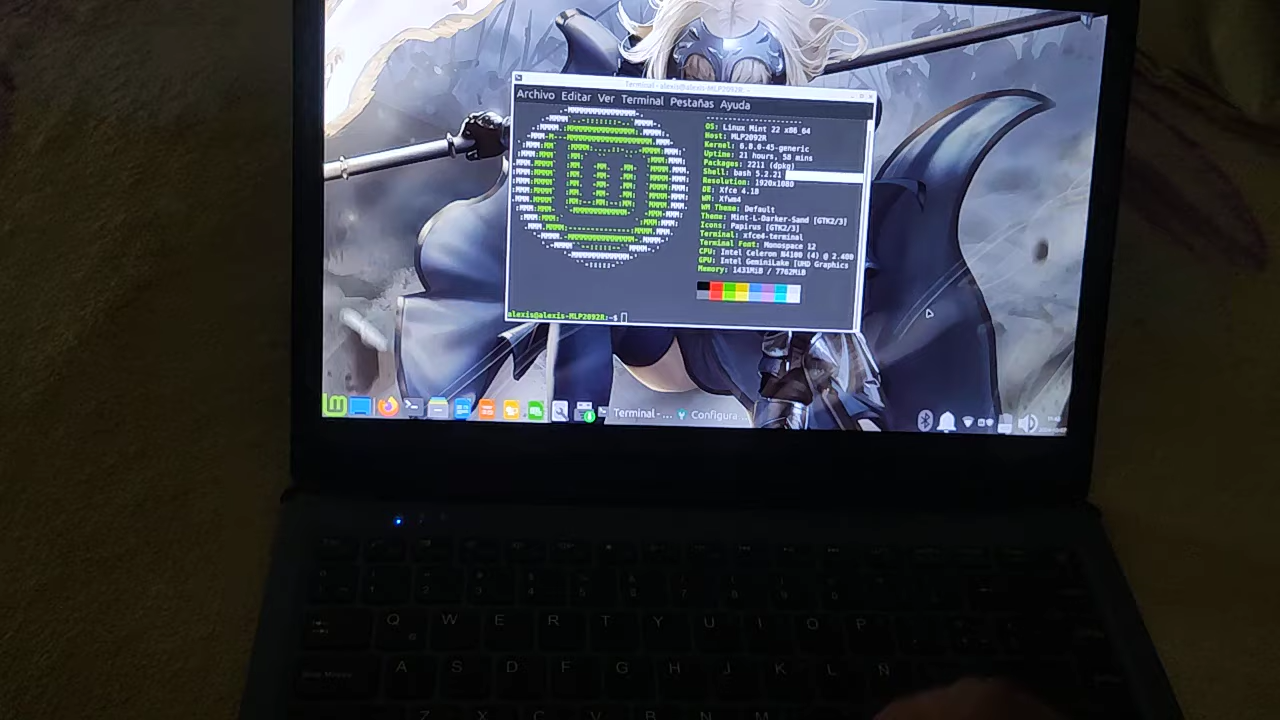 Terminal - alexis@alexis-MLP2092R: ~
Archivo Editar Ver Terminal Pestañas Ayuda
OS: Linux Mint 22 x86_64
Host: MLP2092R
Kernel: 6.8.0-45-generic
Uptime: 21 hours, 58 mins
Packages: 2211 (dpkg)
Shell: bash 5.2.21
Resolution: 1920x1080
DE: Xfce 4.18
WM: Xfwm4
WM Theme: Default
Theme: Mint-L-Darker-Sand [GTK2/3]
Icons: Papirus [GTK2/3]
Terminal: xfce4-terminal
Terminal Font: Monospace 12
CPU: Intel Celeron N4100 (4) @ 2.400
GPU: Intel GeminiLake [UHD Graphics
Memory: 1431MiB / 7762MiB
alexis@alexis-MLP2092R:~$
Terminal - ... Configura...
Q W E R T Y U I O P
A S D F G H J K L Ñ
Z X C V B N M